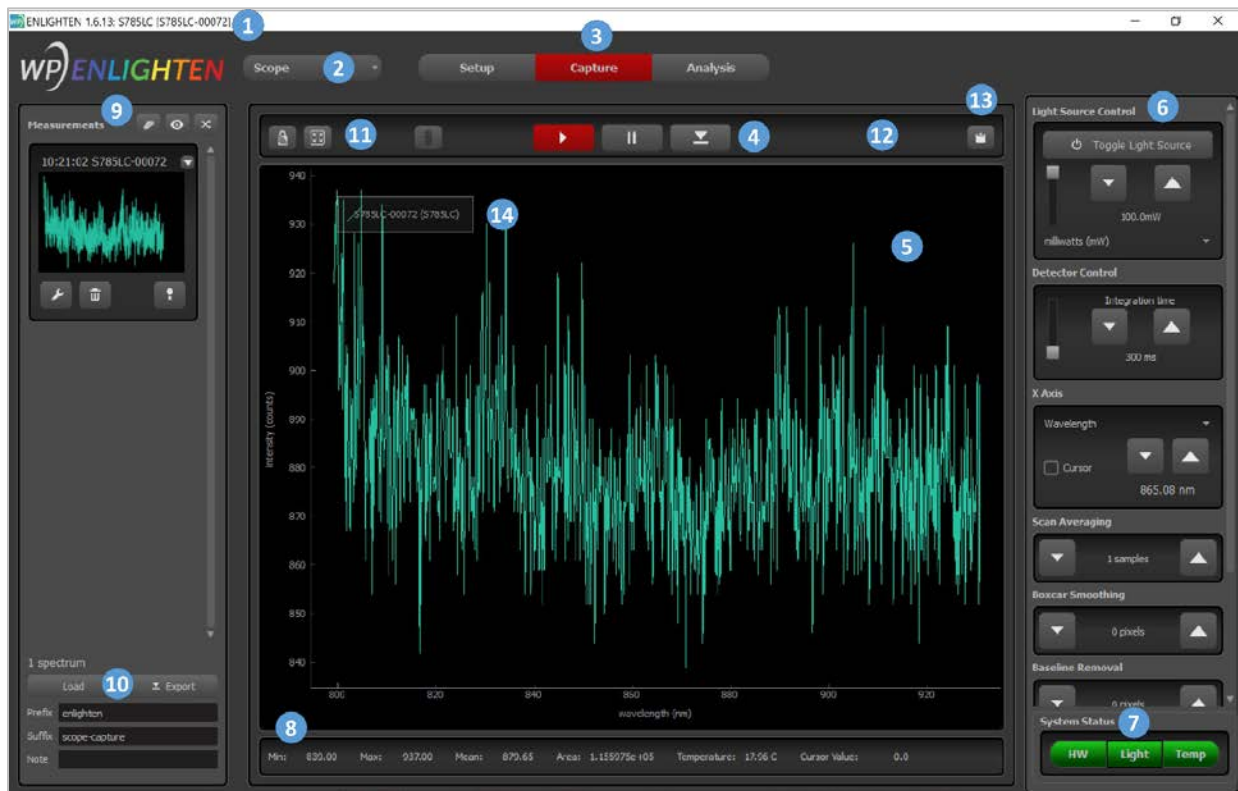 ENLIGHTEN 1.6.13: S785LC (S785LC-00072)
1
WP ENLIGHTEN
Scope
2
3
Setup
Capture
Analysis
9
Measurements
10:21:02 S785LC-00072
1 spectrum
Load
10
Export
Prefix
enlighten
Suffix
scope-capture
Note
11
4
12
13
S785LC-00072 (S785LC)
14
5
intensity (counts)
940
930
920
910
900
890
880
870
860
850
840
800
820
840
860
880
900
920
wavelength (nm)
8
Min: 839.00 Max: 937.00 Mean: 879.65 Area: 1.155975e+05 Temperature: 17.96 C Cursor Value: 0.0
Light Source Control
6
Toggle Light Source
100.0mW
milliwatts (mW)
Detector Control
Integration time
300 ms
X Axis
Wavelength
Cursor
865.08 nm
Scan Averaging
1 samples
Boxcar Smoothing
0 pixels
Baseline Removal
0 pixels
System Status
7
HW
Light
Temp